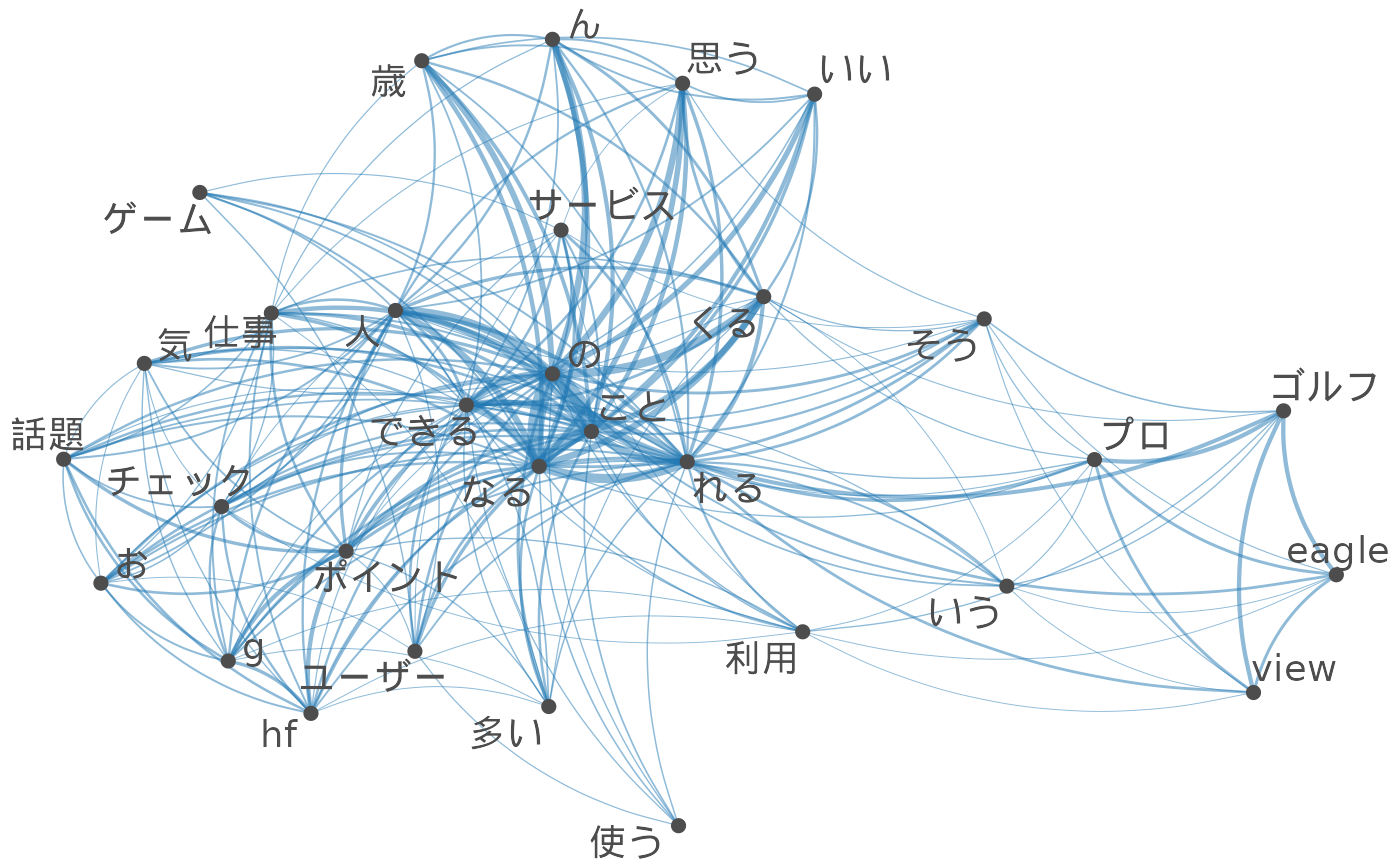 ん
思う
いい
歳
サービス
ゲーム
くる
気
仕事
人
の
そう
ゴルフ
こと
できる
話題
プロ
チェック
なる
れる
お
eagle
ポイント
いう
g
ユーザー
利用
view
hf
多い
使う